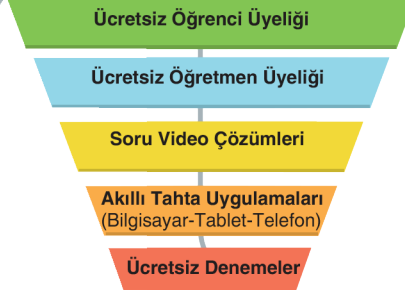 Ücretsiz Öğrenci Üyeliği
Ücretsiz Öğretmen Üyeliği
Soru Video Çözümleri
Akıllı Tahta Uygulamaları
(Bilgisayar-Tablet-Telefon)
Ücretsiz Denemeler